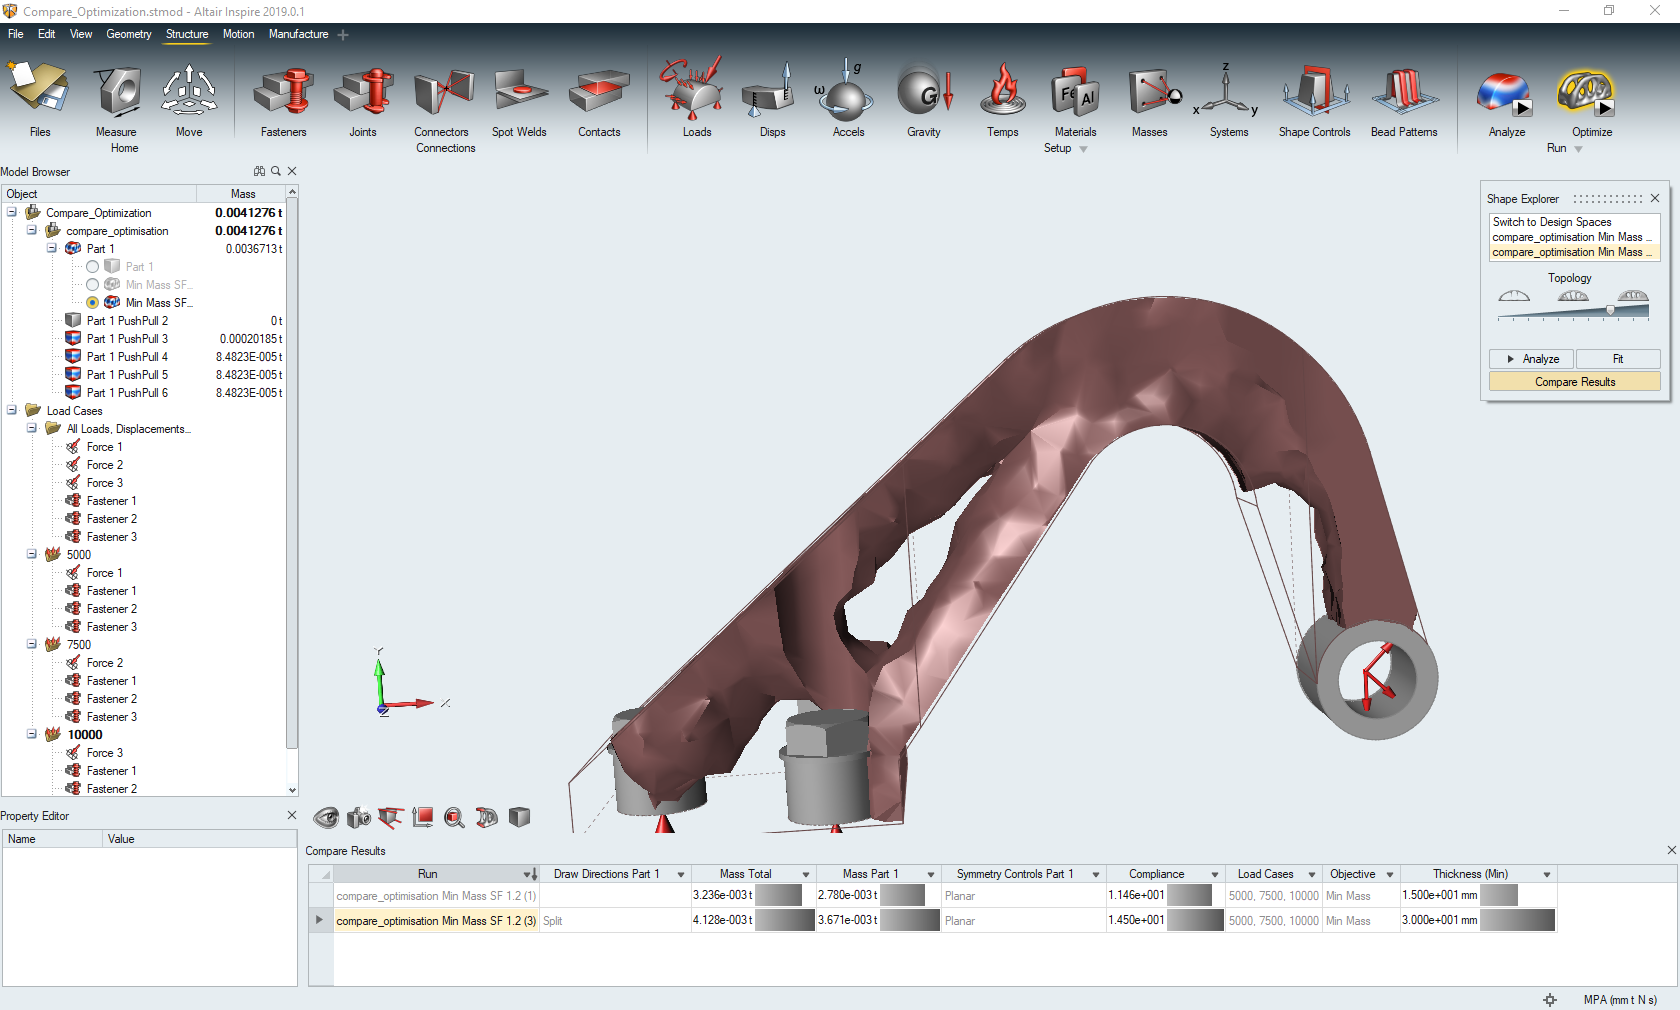 Compare_Optimization.stmod - Altair Inspire 2019.0.1
File Edit View Geometry Structure Motion Manufacture
Files Measure Move Fasteners Joints Connectors Spot Welds Contacts Loads Disps Accels Gravity Temps Materials Masses Systems Shape Controls Bead Patterns Analyze Optimize
Home Connections Setup Run
g
ω
G
Fe Al
z
x y
Model Browser
Object Mass
Compare_Optimization 0.0041276 t
compare_optimisation 0.0041276 t
Part 1 0.0036713 t
Part 1
Min Mass SF...
Min Mass SF...
Part 1 PushPull 2 0 t
Part 1 PushPull 3 0.00020185 t
Part 1 PushPull 4 8.4823E-005 t
Part 1 PushPull 5 8.4823E-005 t
Part 1 PushPull 6 8.4823E-005 t
Load Cases
All Loads, Displacements...
Force 1
Force 2
Force 3
Fastener 1
Fastener 2
Fastener 3
5000
Force 1
Fastener 1
Fastener 2
Fastener 3
7500
Force 2
Fastener 1
Fastener 2
Fastener 3
10000
Force 3
Fastener 1
Fastener 2
Property Editor
Name Value
Y
X
Z
Shape Explorer
Switch to Design Spaces
compare_optimisation Min Mass ...
compare_optimisation Min Mass ...
Topology
Analyze Fit
Compare Results
Compare Results
Run Draw Directions Part 1 Mass Total Mass Part 1 Symmetry Controls Part 1 Compliance Load Cases Objective Thickness (Min)
compare_optimisation Min Mass SF 1.2 (1) 3.236e-003 t 2.780e-003 t Planar 1.146e+001 5000, 7500, 10000 Min Mass 1.500e+001 mm
compare_optimisation Min Mass SF 1.2 (3) Split 4.128e-003 t 3.671e-003 t Planar 1.450e+001 5000, 7500, 10000 Min Mass 3.000e+001 mm
MPA (mm t N s)